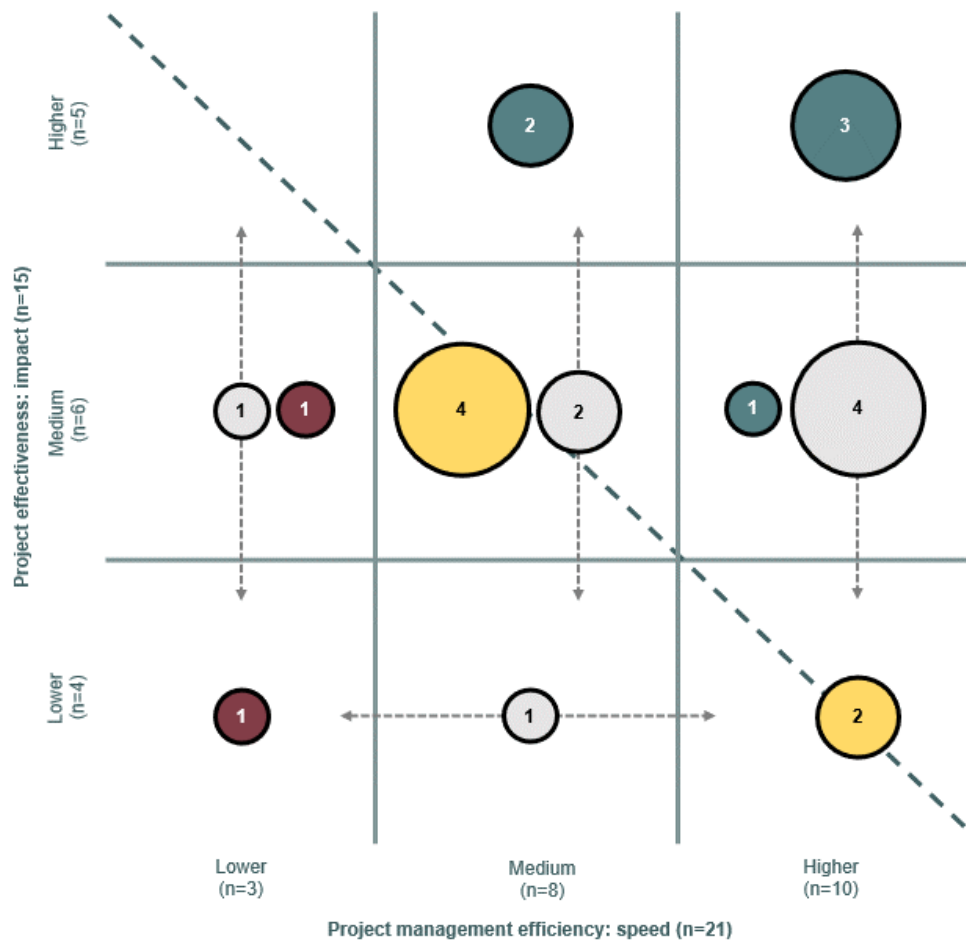 Higher
(n=5)
2
3
Project effectiveness: impact (n=15)
Medium
(n=6)
1
1
4
2
1
4
Lower
(n=4)
1
1
2
Lower
(n=3)
Medium
(n=8)
Higher
(n=10)
Project management efficiency: speed (n=21)